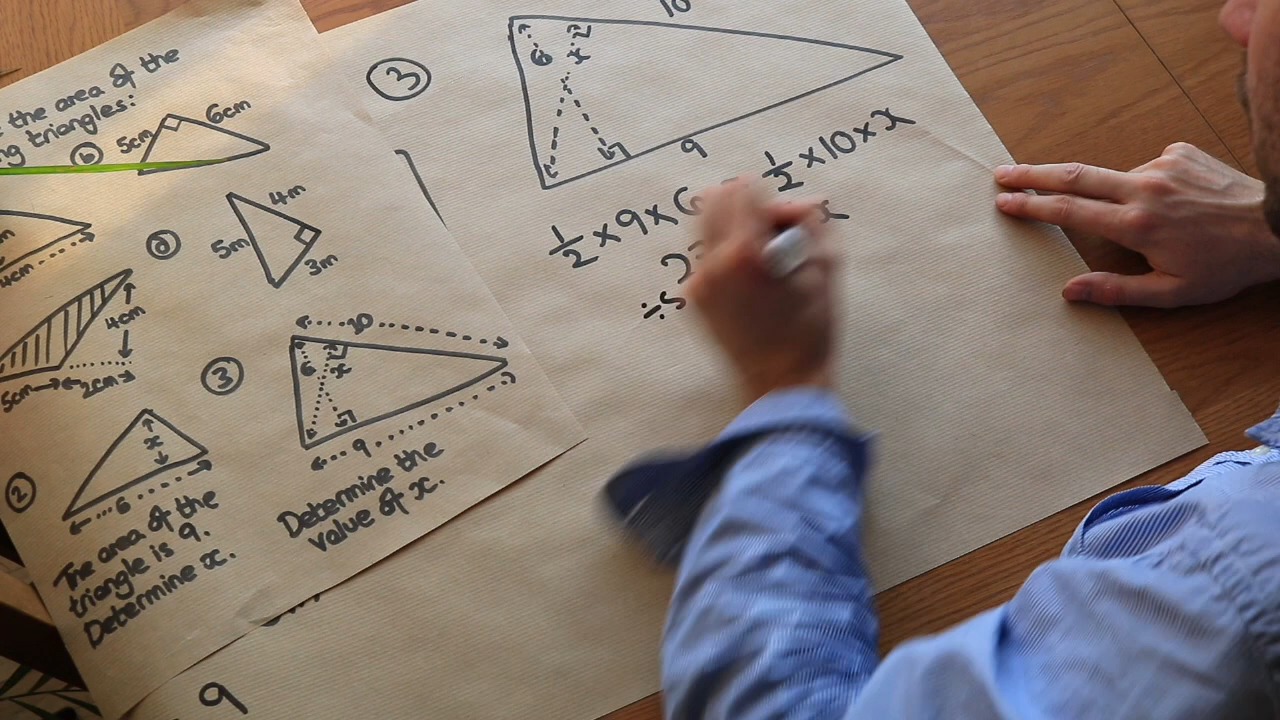 the area of the
triangles:
b 5cm 6cm
4cm
d 4m
5m 3m
4cm
5cm 2cm
3 10
6 x
9
Determine the
value of x.
2 x
6
The area of the
triangle is 9.
Determine x.
3 10
6 x
9
½ × 9 × 6 ½ × 10 × x
x
÷5
9